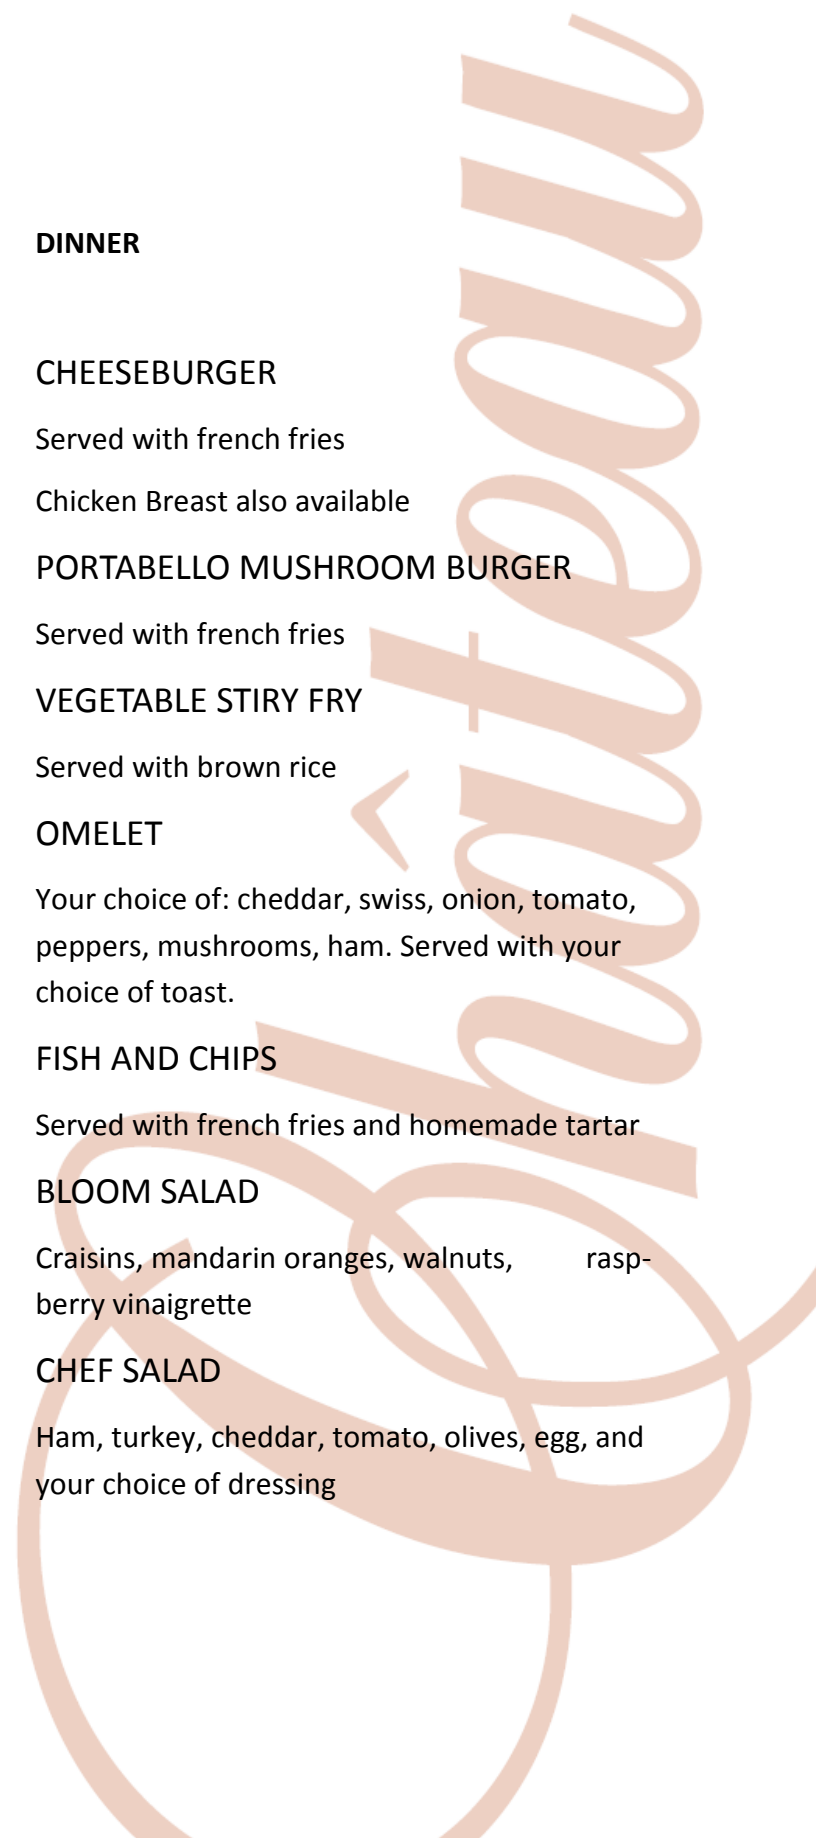 Château
DINNER
CHEESEBURGER
Served with french fries
Chicken Breast also available
PORTABELLO MUSHROOM BURGER
Served with french fries
VEGETABLE STIRY FRY
Served with brown rice
OMELET
Your choice of: cheddar, swiss, onion, tomato,
peppers, mushrooms, ham. Served with your
choice of toast.
FISH AND CHIPS
Served with french fries and homemade tartar
BLOOM SALAD
Craisins, mandarin oranges, walnuts, rasp-
berry vinaigrette
CHEF SALAD
Ham, turkey, cheddar, tomato, olives, egg, and
your choice of dressing